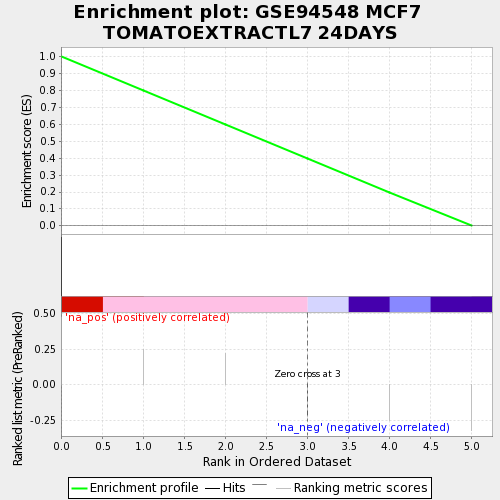 Enrichment plot: GSE94548 MCF7
TOMATOEXTRACTL7 24DAYS
Enrichment score (ES)
1.0
0.9
0.8
0.7
0.6
0.5
0.4
0.3
0.2
0.1
0.0
Ranked list metric (PreRanked)
0.50
0.25
0.00
-0.25
'na_pos' (positively correlated)
Zero cross at 3
'na_neg' (negatively correlated)
0.0 0.5 1.0 1.5 2.0 2.5 3.0 3.5 4.0 4.5 5.0
Rank in Ordered Dataset
Enrichment profile Hits Ranking metric scores